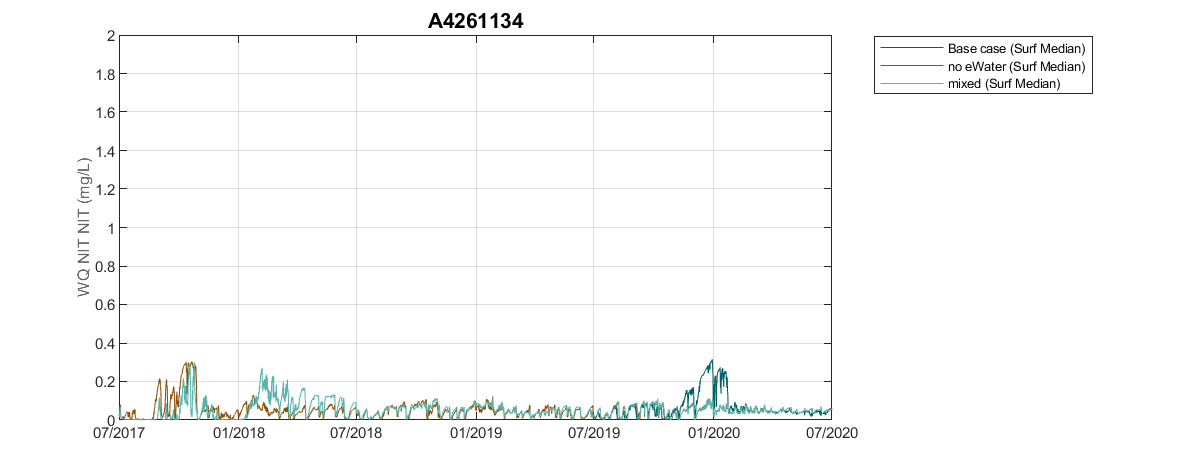 A4261134
Base case (Surf Median)
no eWater (Surf Median)
mixed (Surf Median)
WQ NIT NIT (mg/L)
2
1.8
1.6
1.4
1.2
1
0.8
0.6
0.4
0.2
0
07/2017 01/2018 07/2018 01/2019 07/2019 01/2020 07/2020